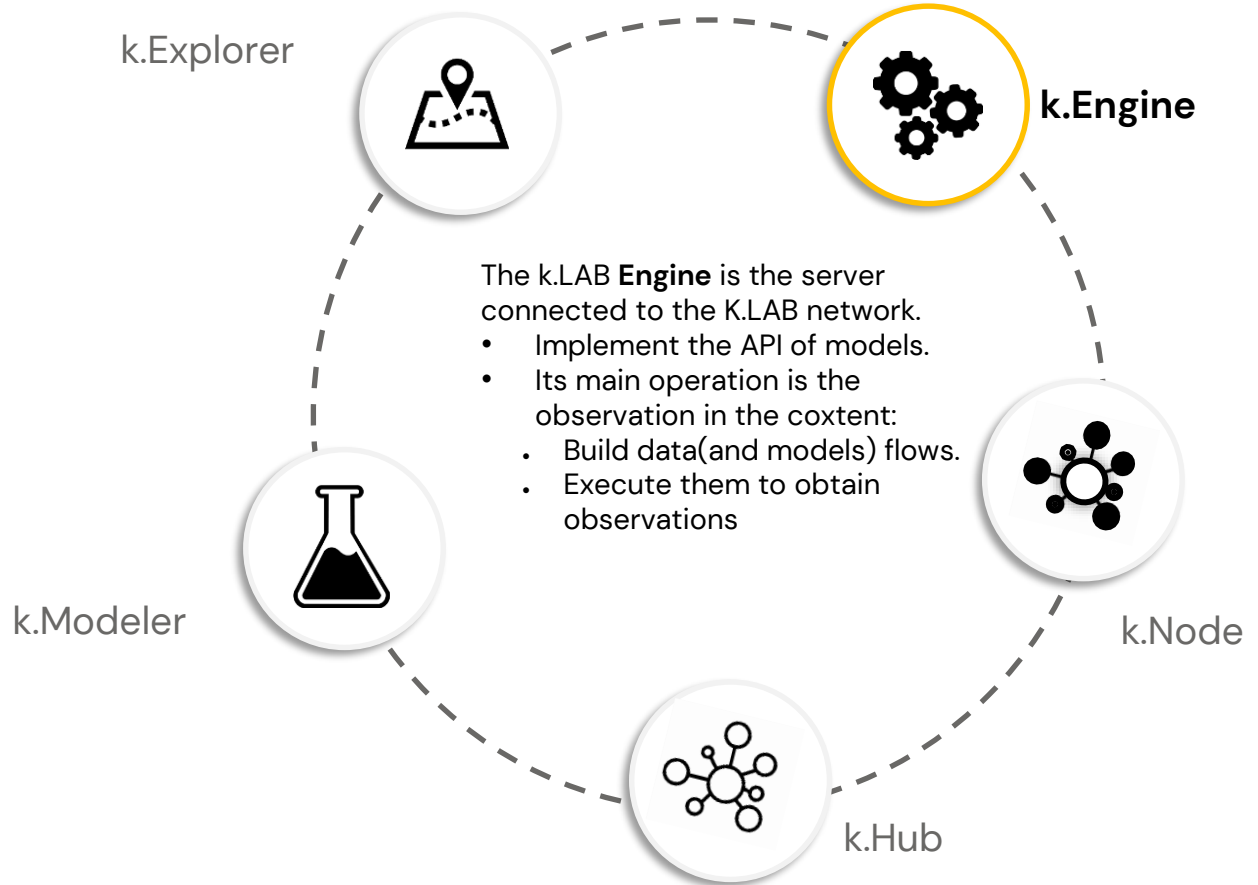 k.Explorer
k.Engine
The k.LAB Engine is the server
connected to the K.LAB network.
• Implement the API of models.
• Its main operation is the
observation in the coxtent:
. Build data(and models) flows.
. Execute them to obtain
observations
k.Modeler
k.Node
k.Hub